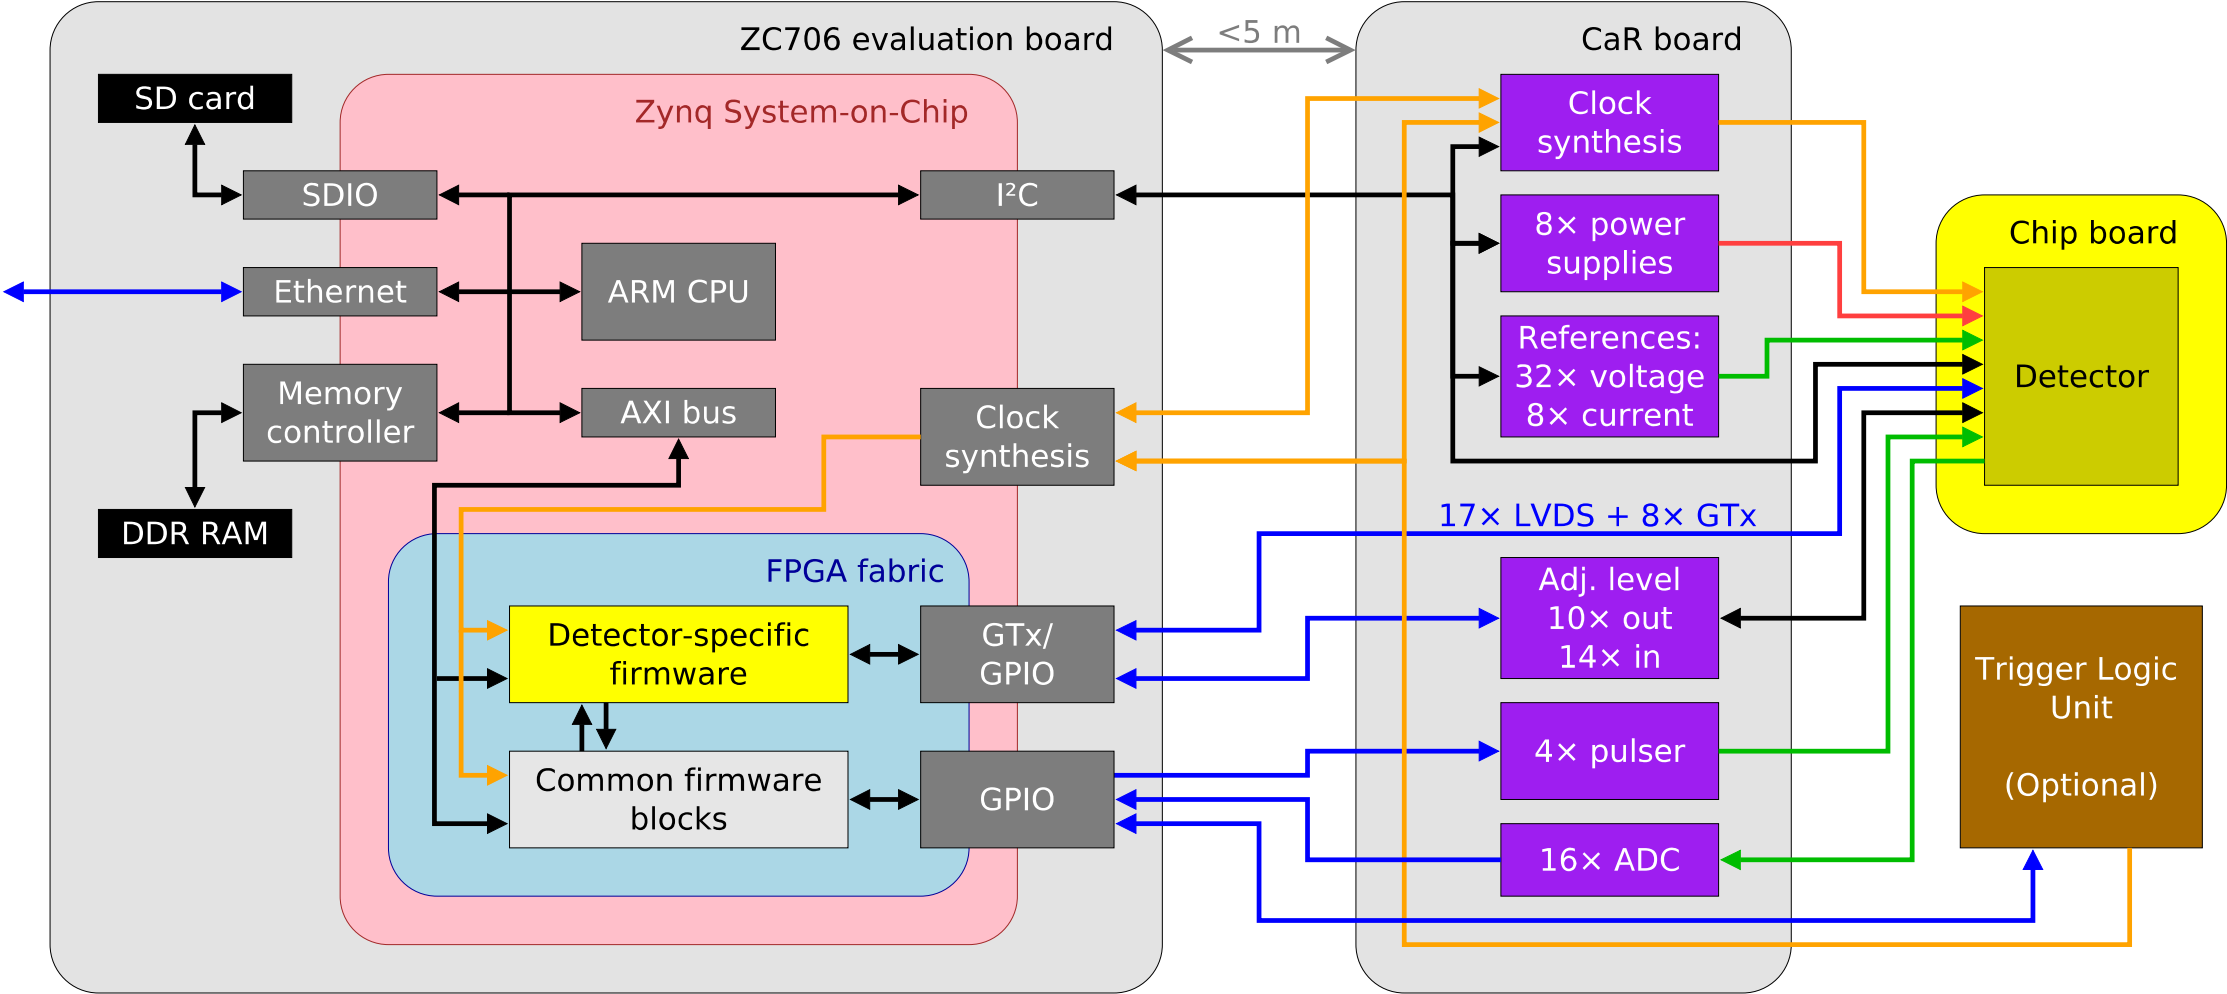 ZC706 evaluation board
<5 m
CaR board
SD card
Zynq System-on-Chip
SDIO
I²C
Ethernet
ARM CPU
Memory
controller
AXI bus
Clock
synthesis
DDR RAM
FPGA fabric
Detector-specific
firmware
GTx/
GPIO
Common firmware
blocks
GPIO
Clock
synthesis
8× power
supplies
References:
32× voltage
8× current
17× LVDS + 8× GTx
Adj. level
10× out
14× in
4× pulser
16× ADC
Chip board
Detector
Trigger Logic
Unit
(Optional)